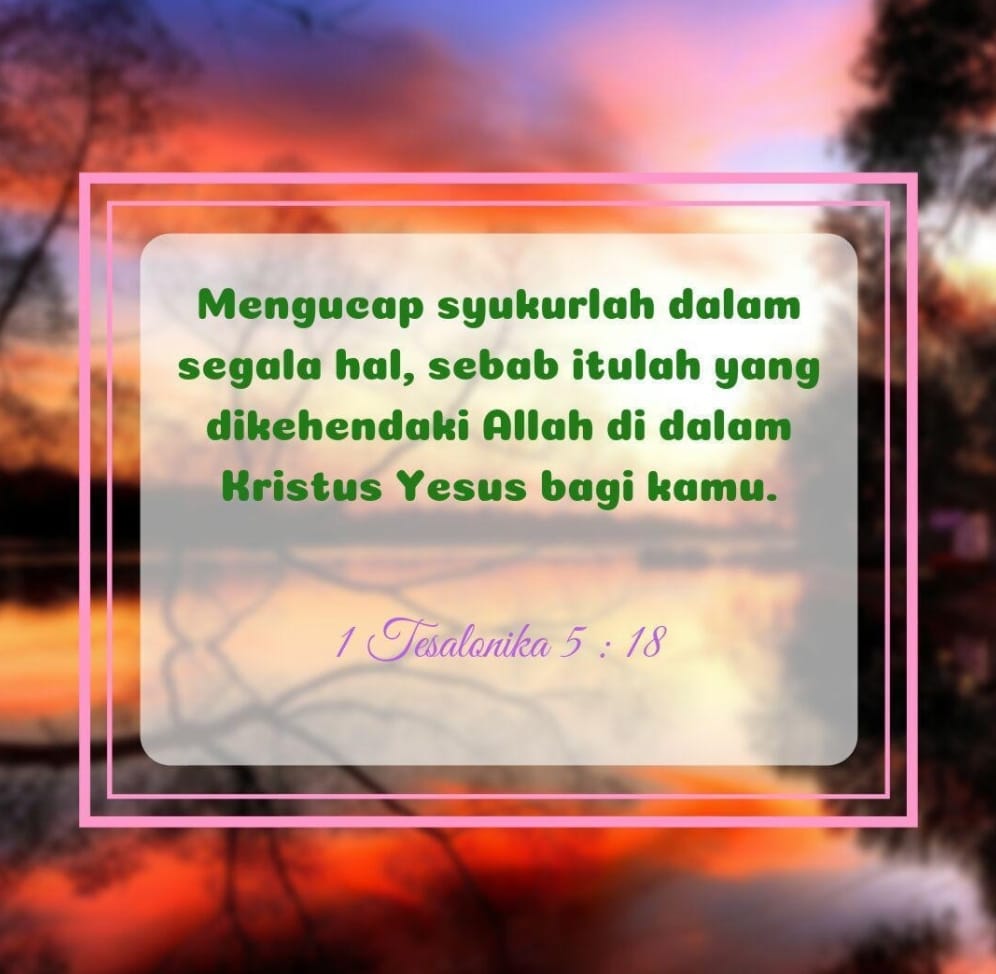 Mengucap syukurlah dalam
segala hal, sebab itulah yang
dikehendaki Allah di dalam
Kristus Yesus bagi kamu.
1 Tesalonika 5 : 18